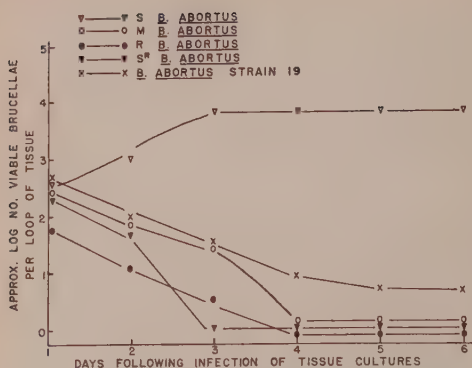 S B. ABORTUS
M B. ABORTUS
R B. ABORTUS
Sᴿ B. ABORTUS
B. ABORTUS STRAIN 19
APPROX. LOG NO. VIABLE BRUCELLAE
PER LOOP OF TISSUE
5
4
3
2
1
0
1 2 3 4 5 6
DAYS FOLLOWING INFECTION OF TISSUE CULTURES